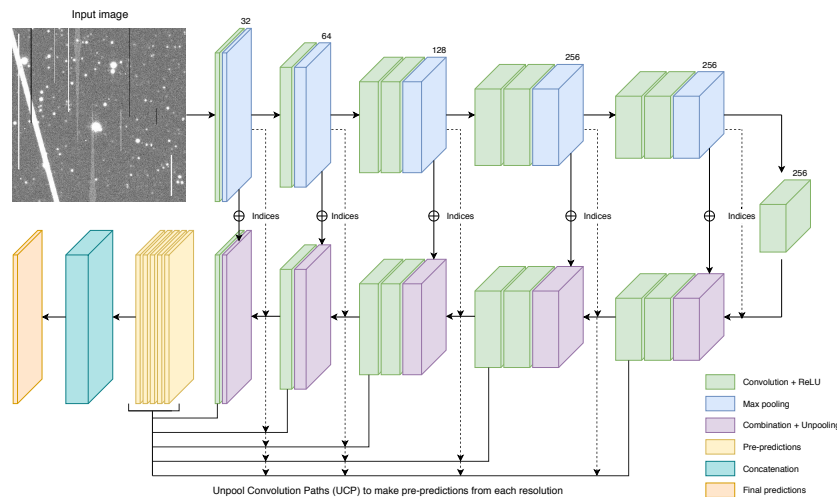 Input image
32
64
128
256
256
256
Indices
Indices
Indices
Indices
Indices
Convolution + ReLU
Max pooling
Combination + Unpooling
Pre-predictions
Concatenation
Final predictions
Unpool Convolution Paths (UCP) to make pre-predictions from each resolution